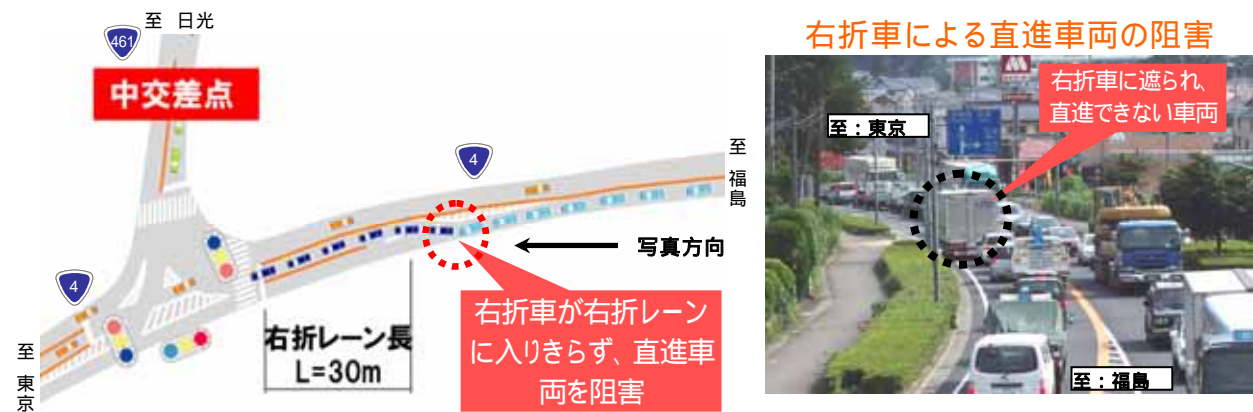 至 日光
461
中交差点
4
至
福島
写真方向
4
右折レーン長
L=30m
右折車が右折レーン
に入りきらず、直進車
両を阻害
至
東京
右折車による直進車両の阻害
右折車に遮られ、
直進できない車両
至：東京
至：福島